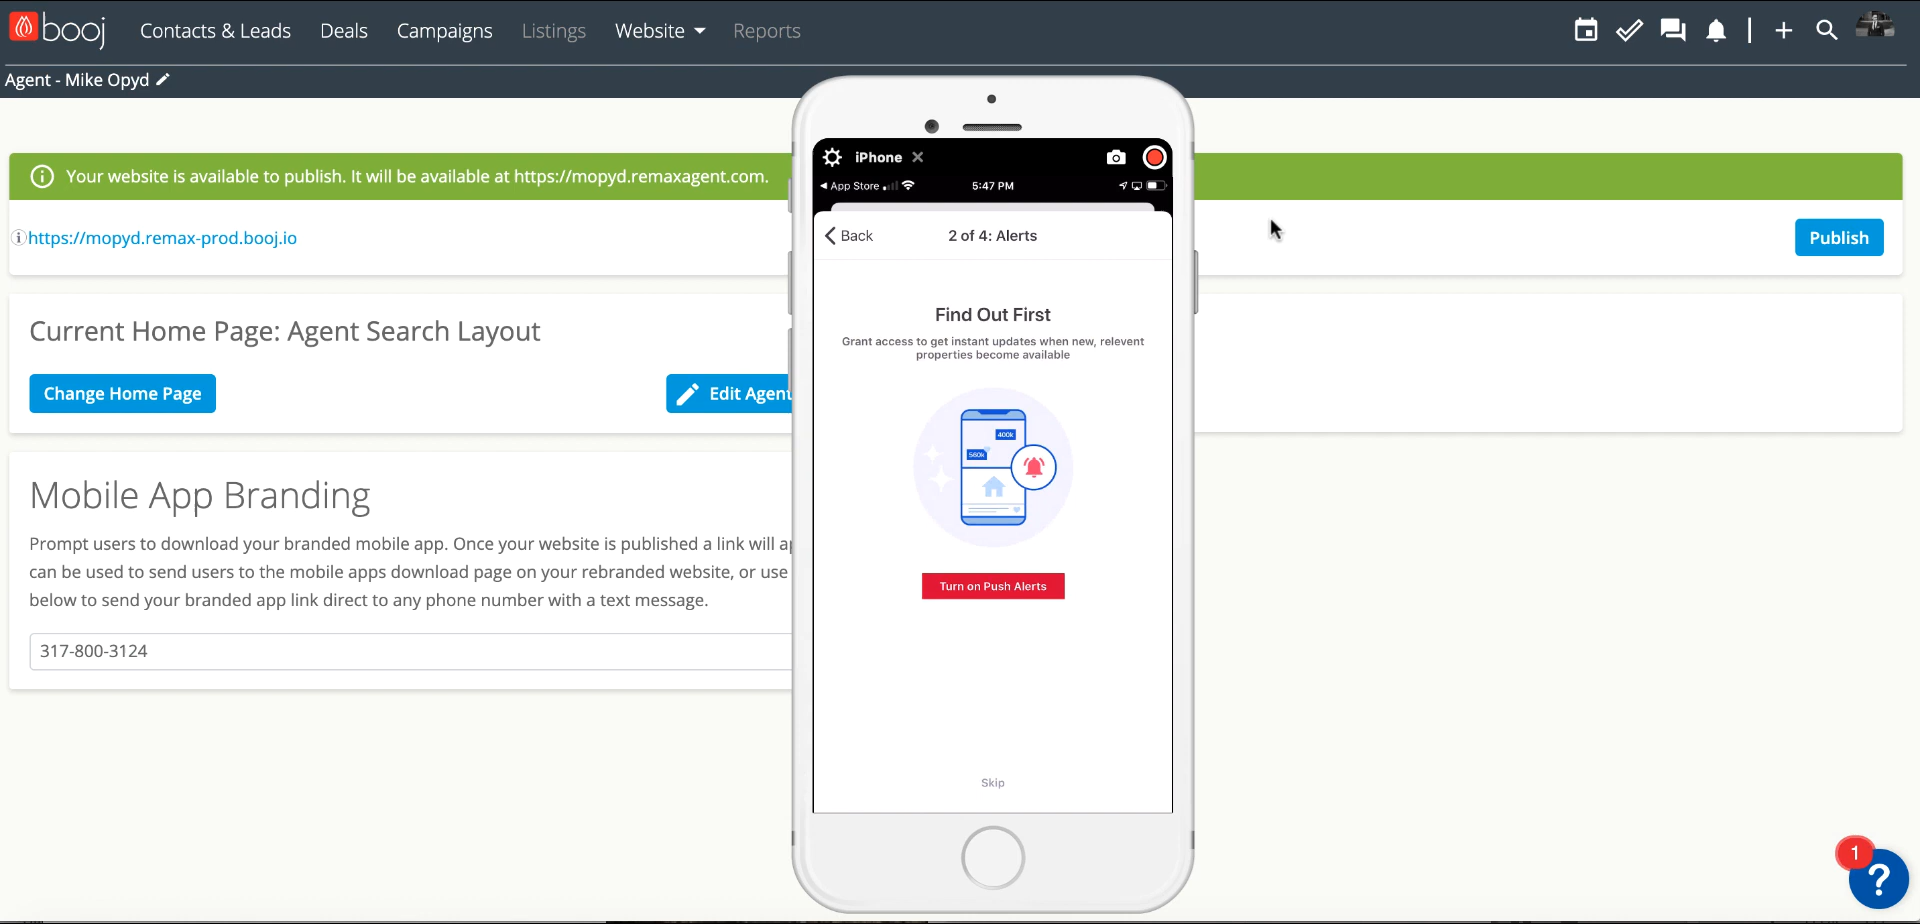 booj Contacts & Leads Deals Campaigns Listings Website Reports
Agent - Mike Opyd
Your website is available to publish. It will be available at https://mopyd.remaxagent.com.
https://mopyd.remax-prod.booj.io
Publish
Current Home Page: Agent Search Layout
Change Home Page
Edit Agent
Mobile App Branding
Prompt users to download your branded mobile app. Once your website is published a link will
can be used to send users to the mobile apps download page on your rebranded website, or use
below to send your branded app link direct to any phone number with a text message.
317-800-3124
iPhone
App Store 5:47 PM
Back 2 of 4: Alerts
Find Out First
Grant access to get instant updates when new, relevent
properties become available
400k
560k
Turn on Push Alerts
Skip
1
?